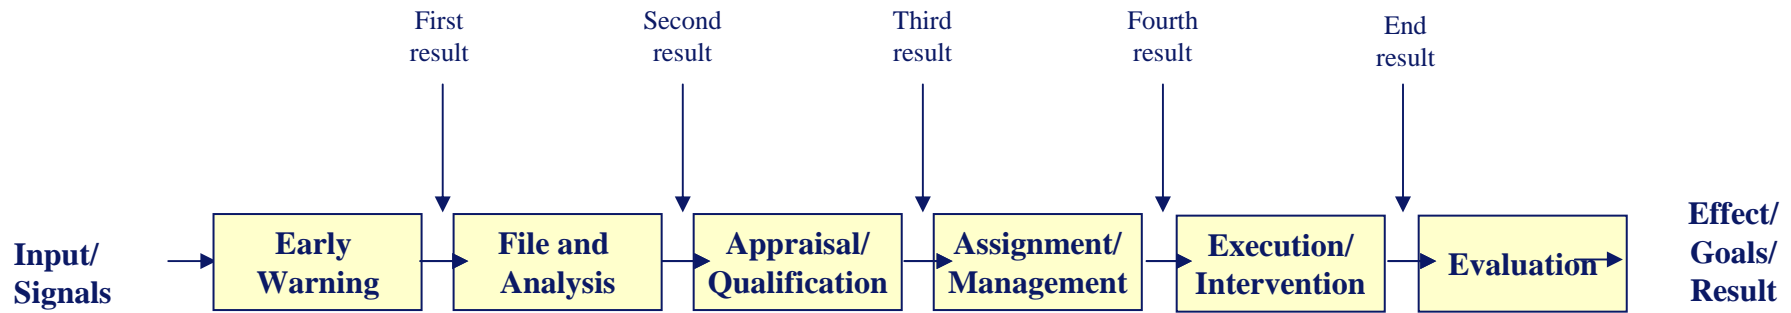 First
result
Second
result
Third
result
Fourth
result
End
result
Input/
Signals
Early
Warning
File and
Analysis
Appraisal/
Qualification
Assignment/
Management
Execution/
Intervention
Evaluation
Effect/
Goals/
Result